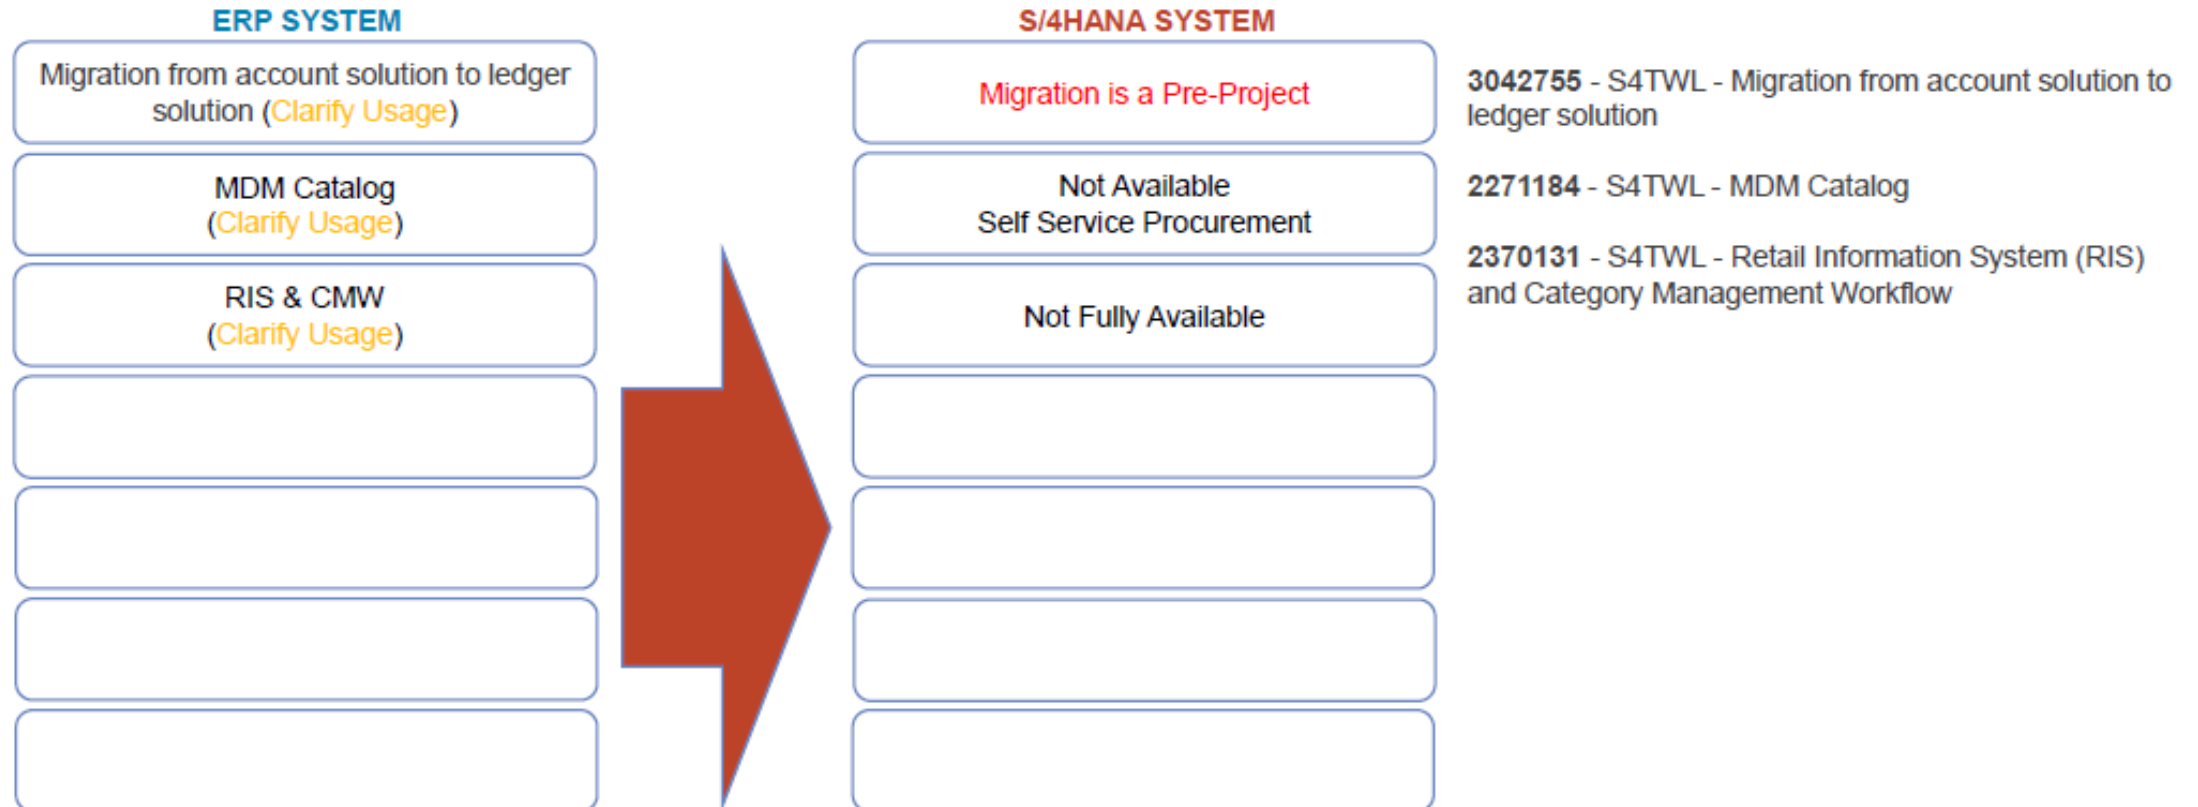 ERP SYSTEM
Migration from account solution to ledger
solution (Clarify Usage)
MDM Catalog
(Clarify Usage)
RIS & CMW
(Clarify Usage)
S/4HANA SYSTEM
Migration is a Pre-Project
Not Available
Self Service Procurement
Not Fully Available
3042755 - S4TWL - Migration from account solution to
ledger solution
2271184 - S4TWL - MDM Catalog
2370131 - S4TWL - Retail Information System (RIS)
and Category Management Workflow